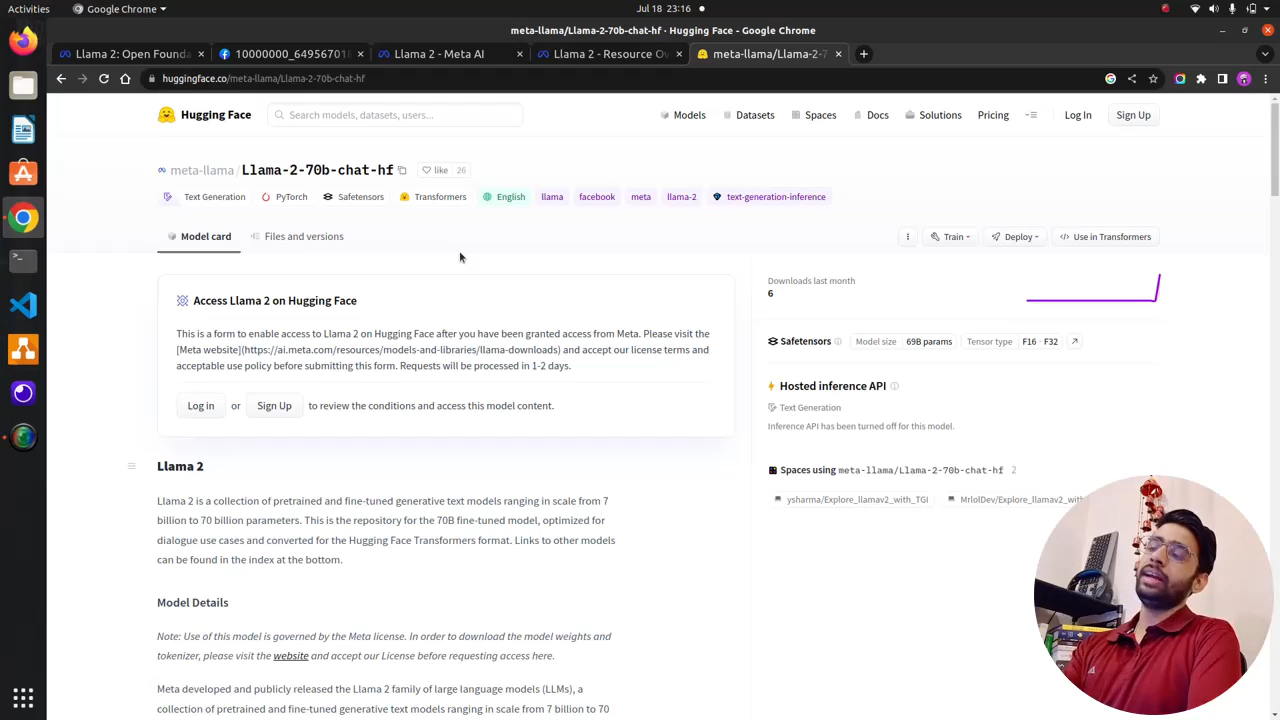 Activities
Google Chrome
Jul 18 23:16
meta-llama/Llama-2-70b-chat-hf · Hugging Face - Google Chrome
Llama 2: Open Founda
10000000_64956701
Llama 2 - Meta AI
Llama 2 - Resource Ov
meta-llama/Llama-2-7
huggingface.co/meta-llama/Llama-2-70b-chat-hf
Hugging Face
Search models, datasets, users...
Models
Datasets
Spaces
Docs
Solutions
Pricing
Log In
Sign Up
meta-llama/Llama-2-70b-chat-hf
like 26
Text Generation
PyTorch
Safetensors
Transformers
English
llama
facebook
meta
llama-2
text-generation-inference
Model card
Files and versions
Train
Deploy
</> Use in Transformers
Access Llama 2 on Hugging Face
This is a form to enable access to Llama 2 on Hugging Face after you have been granted access from Meta. Please visit the
[Meta website](https://ai.meta.com/resources/models-and-libraries/llama-downloads) and accept our license terms and
acceptable use policy before submitting this form. Requests will be processed in 1-2 days.
Log in or Sign Up to review the conditions and access this model content.
Llama 2
Llama 2 is a collection of pretrained and fine-tuned generative text models ranging in scale from 7
billion to 70 billion parameters. This is the repository for the 70B fine-tuned model, optimized for
dialogue use cases and converted for the Hugging Face Transformers format. Links to other models
can be found in the index at the bottom.
Model Details
Note: Use of this model is governed by the Meta license. In order to download the model weights and
tokenizer, please visit the website and accept our License before requesting access here.
Meta developed and publicly released the Llama 2 family of large language models (LLMs), a
collection of pretrained and fine-tuned generative text models ranging in scale from 7 billion to 70
Downloads last month
6
Safetensors
Model size 69B params
Tensor type F16 · F32
Hosted inference API
Text Generation
Inference API has been turned off for this model.
Spaces using meta-llama/Llama-2-70b-chat-hf 2
ysharma/Explore_llamav2_with_TGI
MrlolDev/Explore_llamav2_with